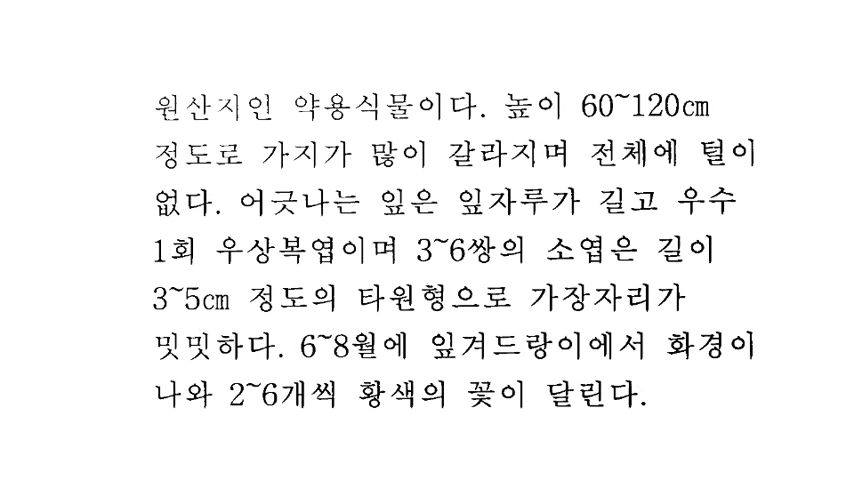 원산지인 약용식물이다. 높이 60~120㎝
정도로 가지가 많이 갈라지며 전체에 털이
없다. 어긋나는 잎은 잎자루가 길고 우수
1회 우상복엽이며 3~6쌍의 소엽은 길이
3~5㎝ 정도의 타원형으로 가장자리가
밋밋하다. 6~8월에 잎겨드랑이에서 화경이
나와 2~6개씩 황색의 꽃이 달린다.